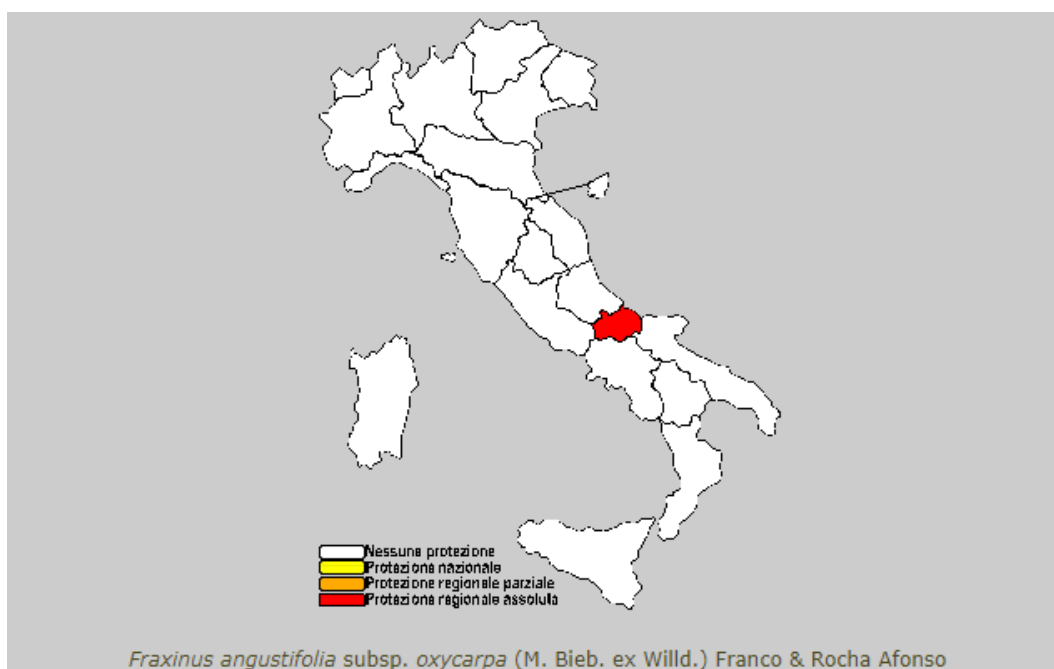 Nessuna protezione
Protezione nazionale
Protezione regionale parziale
Protezione regionale assoluta
Fraxinus angustifolia subsp. oxycarpa (M. Bieb. ex Willd.) Franco & Rocha Afonso